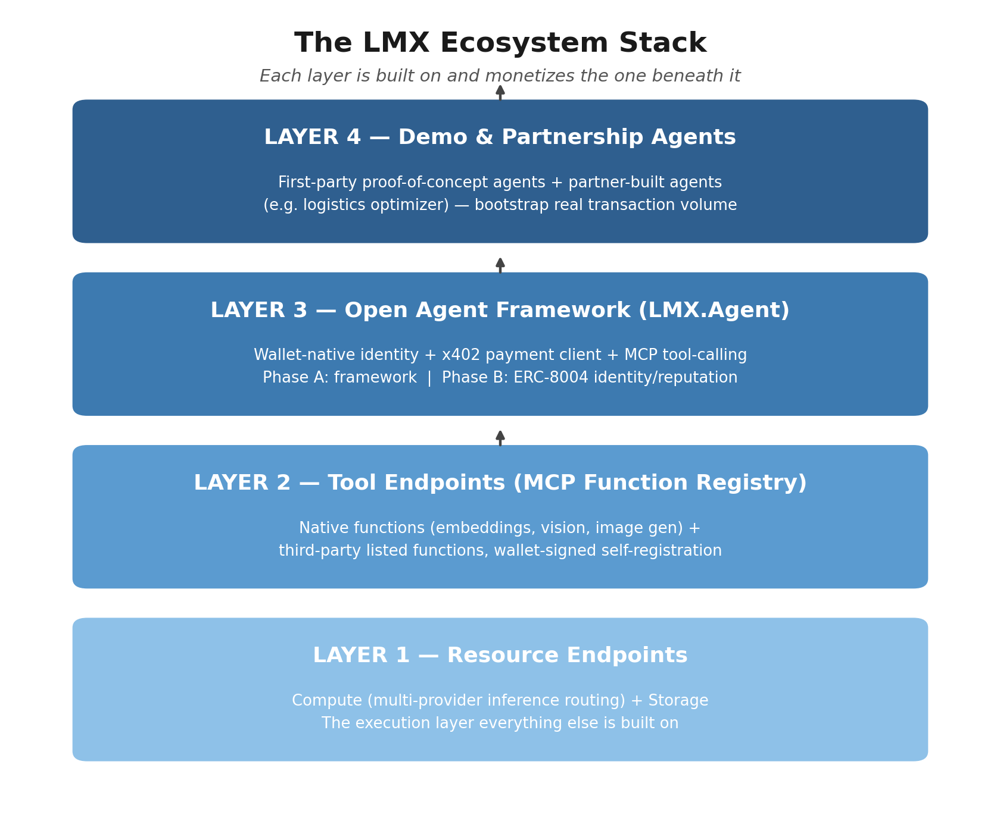 The LMX Ecosystem Stack
Each layer is built on and monetizes the one beneath it
LAYER 4 — Demo & Partnership Agents
First-party proof-of-concept agents + partner-built agents
(e.g. logistics optimizer) — bootstrap real transaction volume
LAYER 3 — Open Agent Framework (LMX.Agent)
Wallet-native identity + x402 payment client + MCP tool-calling
Phase A: framework | Phase B: ERC-8004 identity/reputation
LAYER 2 — Tool Endpoints (MCP Function Registry)
Native functions (embeddings, vision, image gen) +
third-party listed functions, wallet-signed self-registration
LAYER 1 — Resource Endpoints
Compute (multi-provider inference routing) + Storage
The execution layer everything else is built on